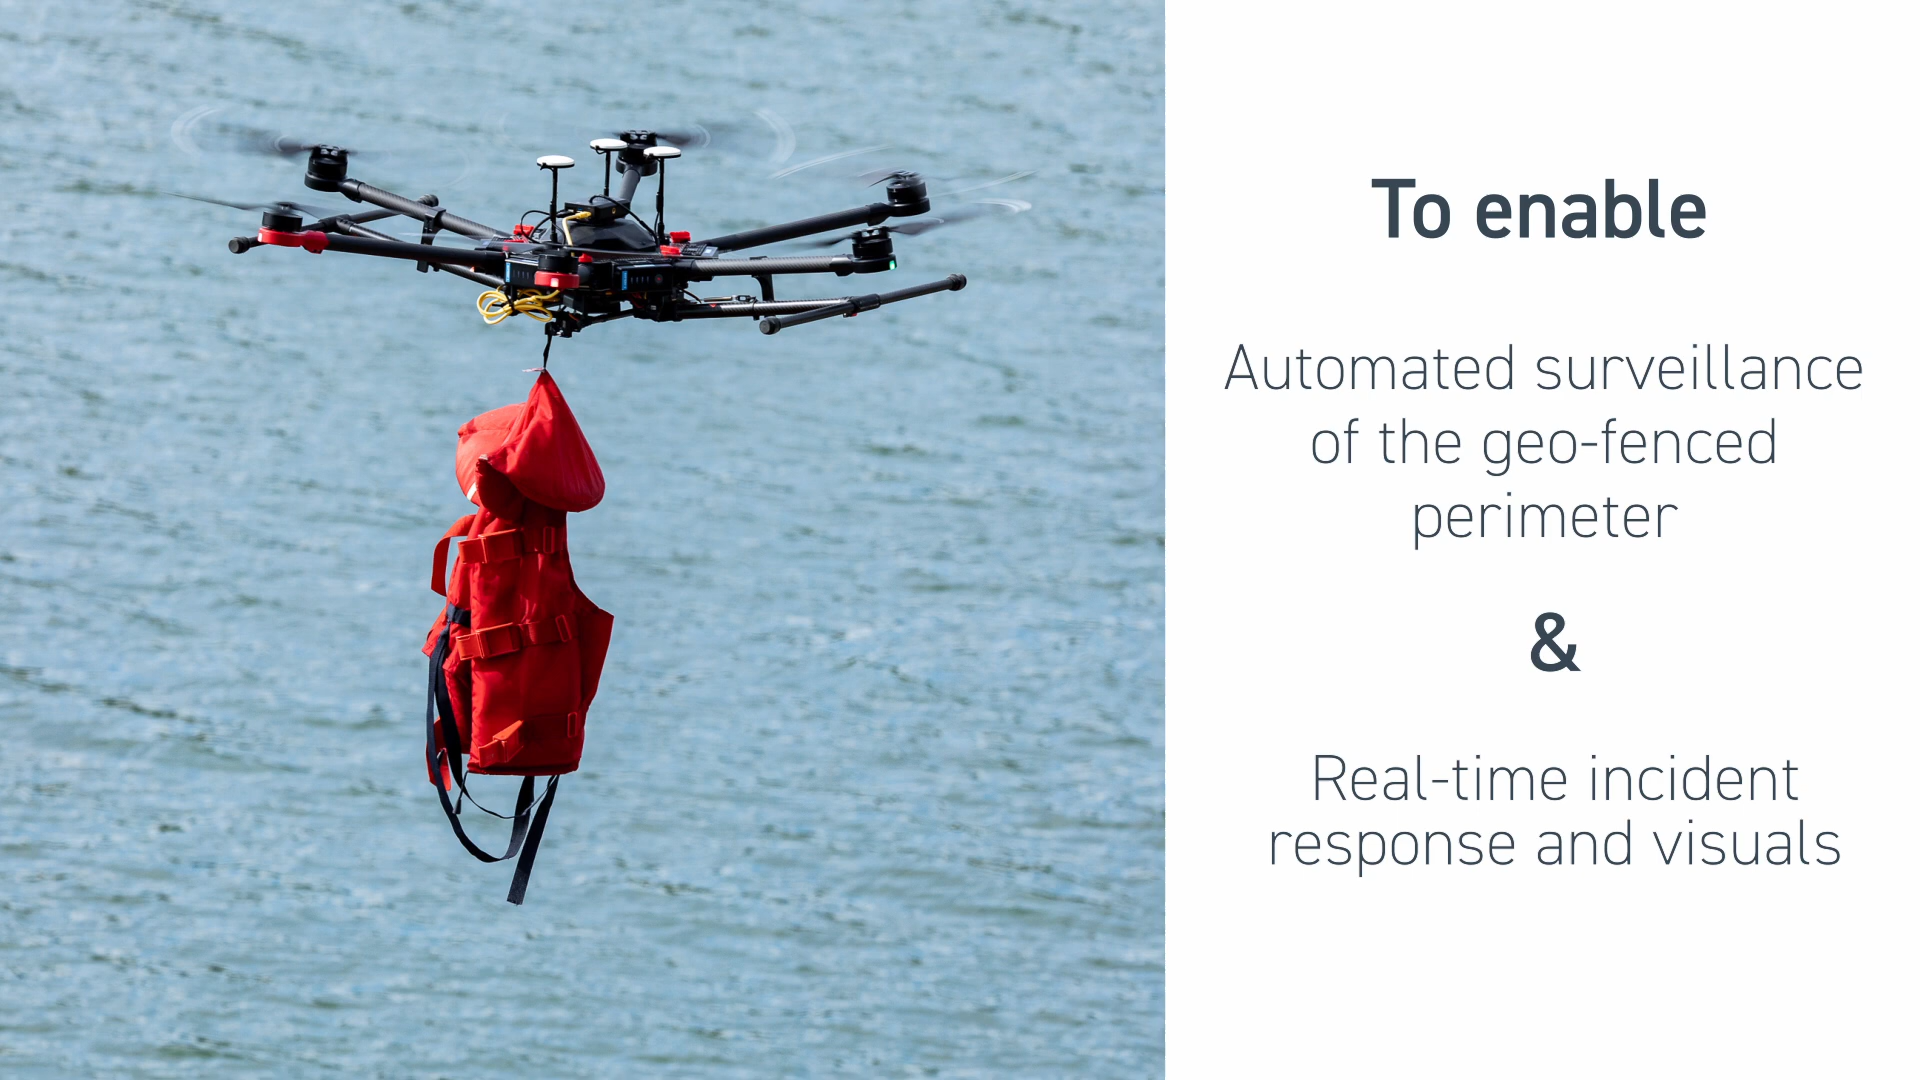 To enable
Automated surveillance
of the geo-fenced
perimeter
&
Real-time incident
response and visuals